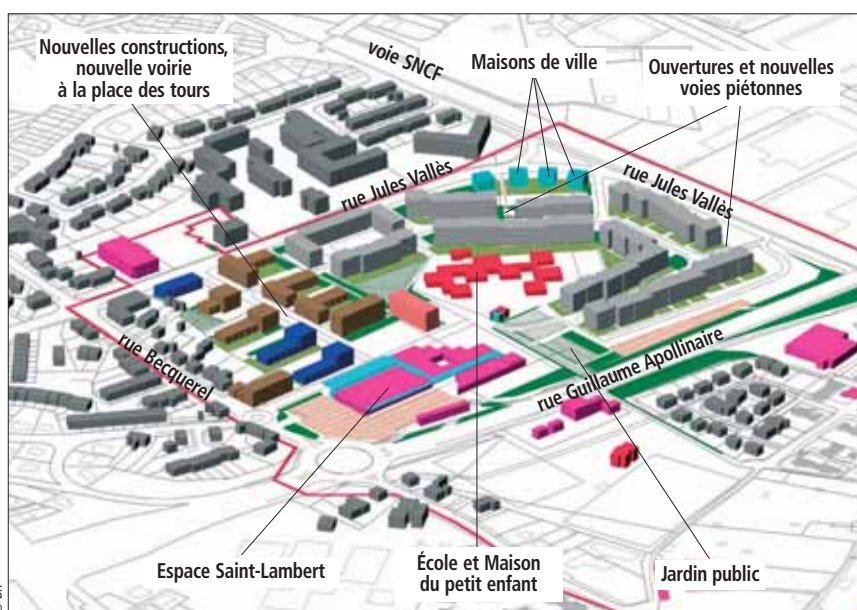 Nouvelles constructions,
nouvelle voirie
à la place des tours
voie SNCF
Maisons de ville
Ouvertures et nouvelles
voies piétonnes
rue Jules Vallès
rue Jules Vallès
rue Becquerel
rue Guillaume Apollinaire
Espace Saint-Lambert
École et Maison
du petit enfant
Jardin public